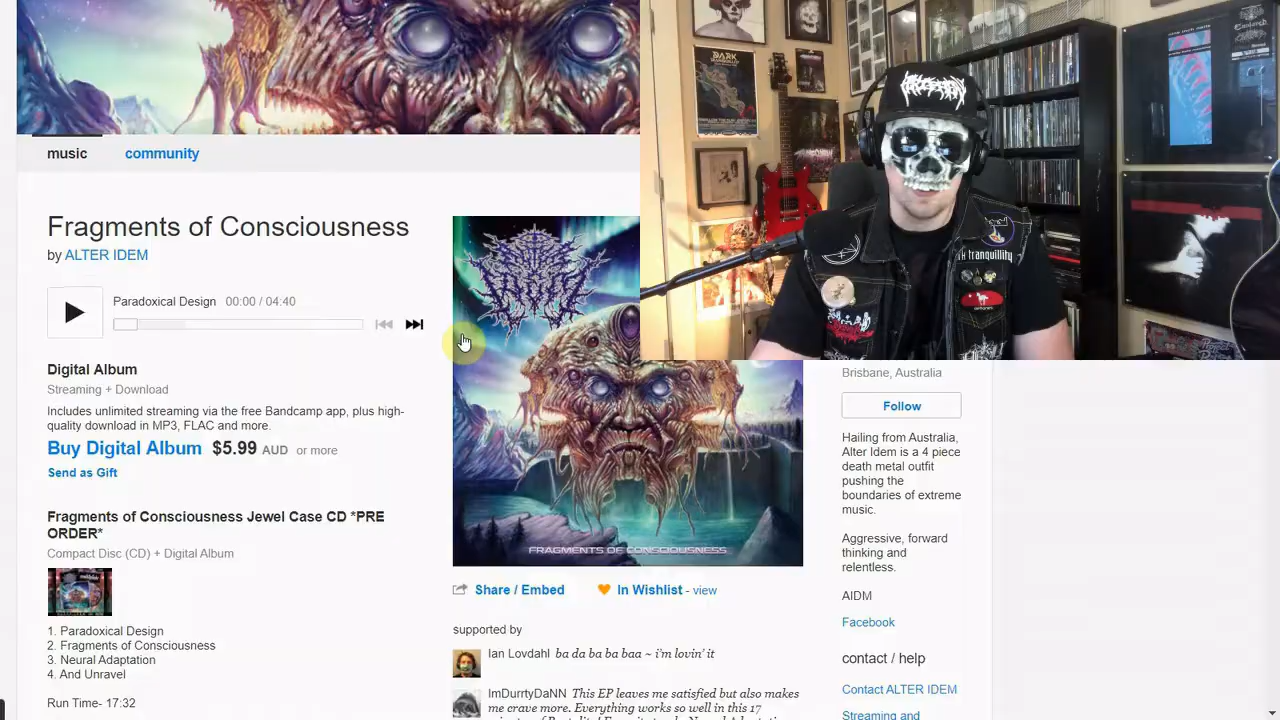 music
community
Fragments of Consciousness
by ALTER IDEM
Paradoxical Design 00:00 / 04:40
Digital Album
Streaming + Download
Includes unlimited streaming via the free Bandcamp app, plus high-
quality download in MP3, FLAC and more.
Buy Digital Album $5.99 AUD or more
Send as Gift
Fragments of Consciousness Jewel Case CD *PRE
ORDER*
Compact Disc (CD) + Digital Album
1. Paradoxical Design
2. Fragments of Consciousness
3. Neural Adaptation
4. And Unravel
Run Time- 17:32
FRAGMENTS OF CONSCIOUSNESS
Share / Embed
In Wishlist - view
supported by
Ian Lovdahl ba da ba ba baa ~ i'm lovin' it
ImDurrtyDaNN This EP leaves me satisfied but also makes
me crave more. Everything works so well in this 17
DARK
TRANQUILLITY
k tranquillity
Brisbane, Australia
Follow
Hailing from Australia,
Alter Idem is a 4 piece
death metal outfit
pushing the
boundaries of extreme
music.
Aggressive, forward
thinking and
relentless.
AIDM
Facebook
contact / help
Contact ALTER IDEM
Streaming and